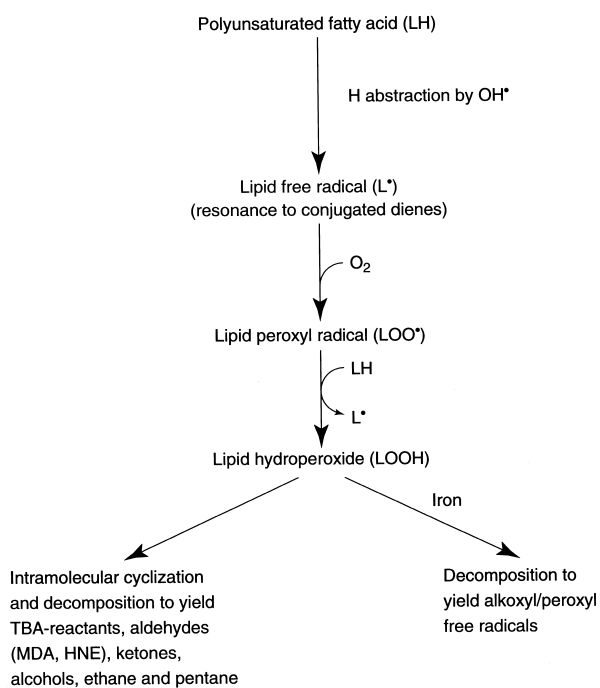 Polyunsaturated fatty acid (LH)
H abstraction by OH•
Lipid free radical (L•)
(resonance to conjugated dienes)
O₂
Lipid peroxyl radical (LOO•)
LH
L•
Lipid hydroperoxide (LOOH)
Iron
Intramolecular cyclization
and decomposition to yield
TBA-reactants, aldehydes
(MDA, HNE), ketones,
alcohols, ethane and pentane
Decomposition to
yield alkoxyl/peroxyl
free radicals